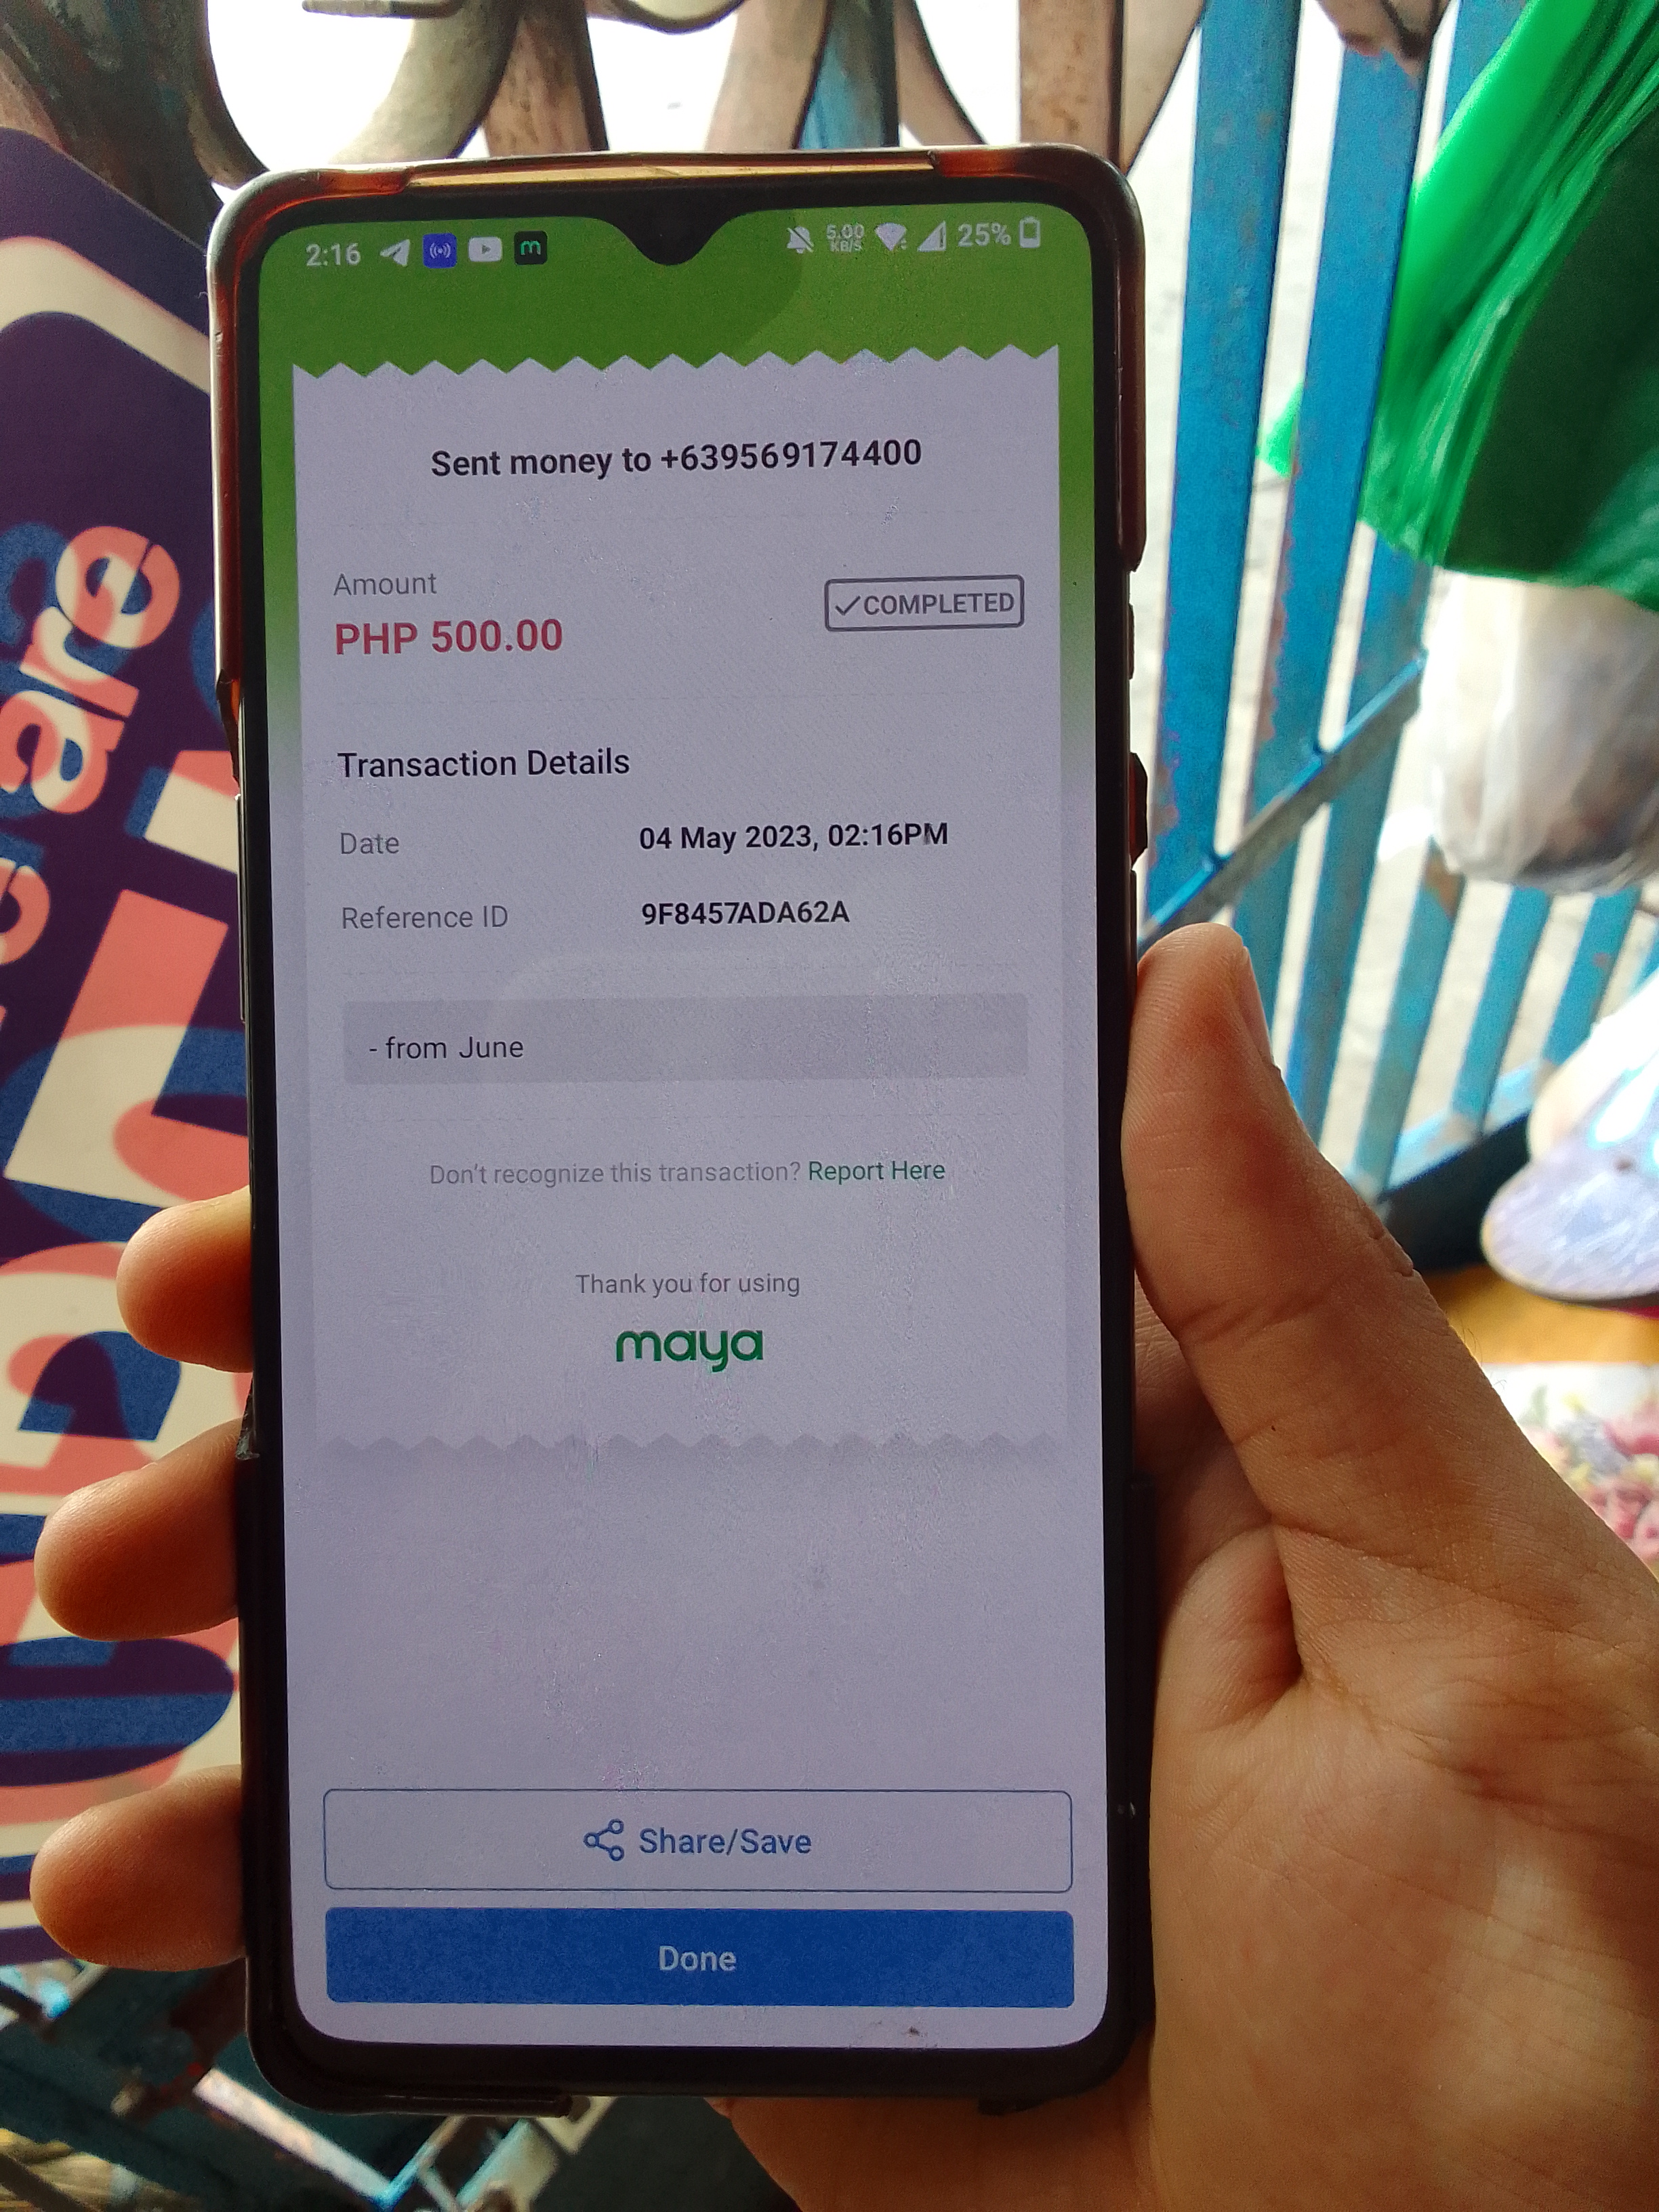 2:16
5.00
KB/S
25%
Sent money to +639569174400
Amount
PHP 500.00
COMPLETED
Transaction Details
Date 04 May 2023, 02:16PM
Reference ID 9F8457ADA62A
- from June
Don't recognize this transaction? Report Here
Thank you for using
maya
Share/Save
Done